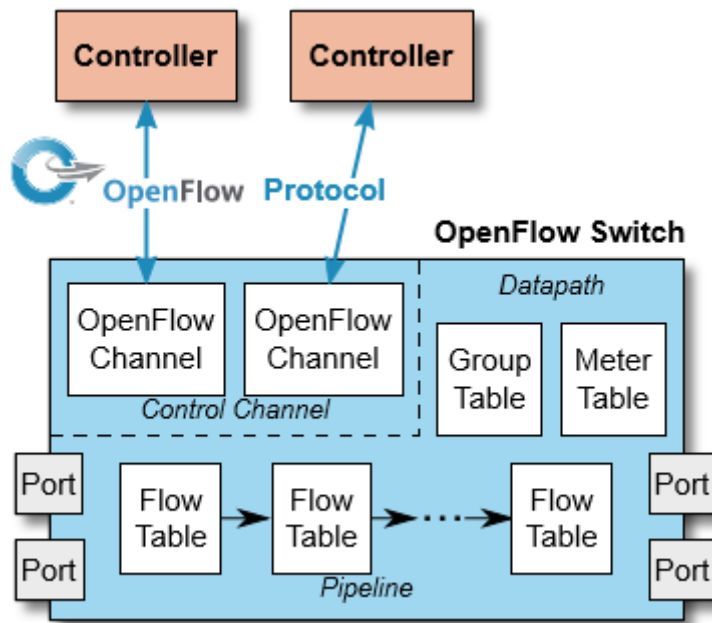 Controller
Controller
OpenFlow
Protocol
OpenFlow Switch
OpenFlow
Channel
OpenFlow
Channel
Control Channel
Datapath
Group
Table
Meter
Table
Port
Port
Flow
Table
Flow
Table
...
Flow
Table
Pipeline
Port
Port